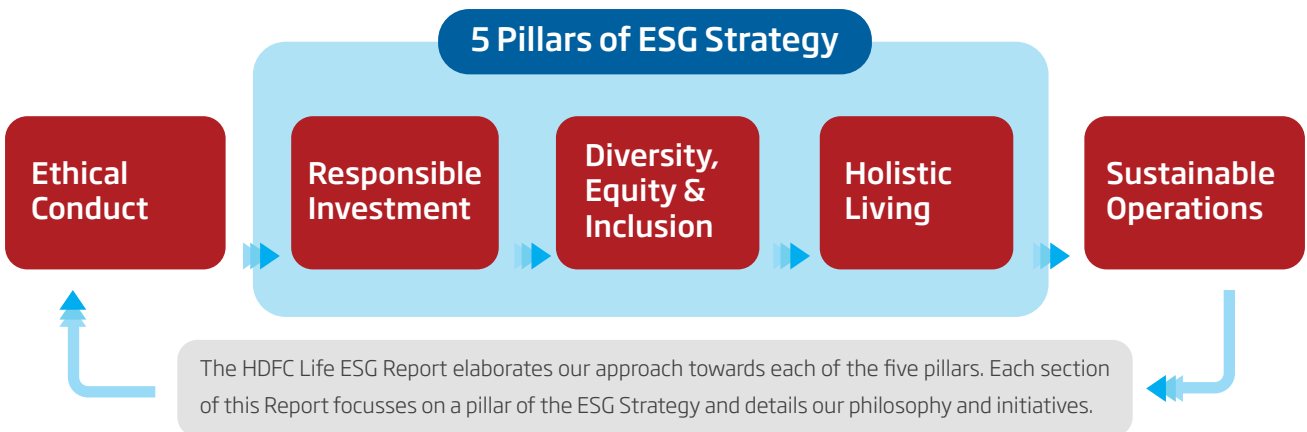 5 Pillars of ESG Strategy
Ethical
Conduct
Responsible
Investment
Diversity,
Equity &
Inclusion
Holistic
Living
Sustainable
Operations
The HDFC Life ESG Report elaborates our approach towards each of the five pillars. Each section
of this Report focusses on a pillar of the ESG Strategy and details our philosophy and initiatives.